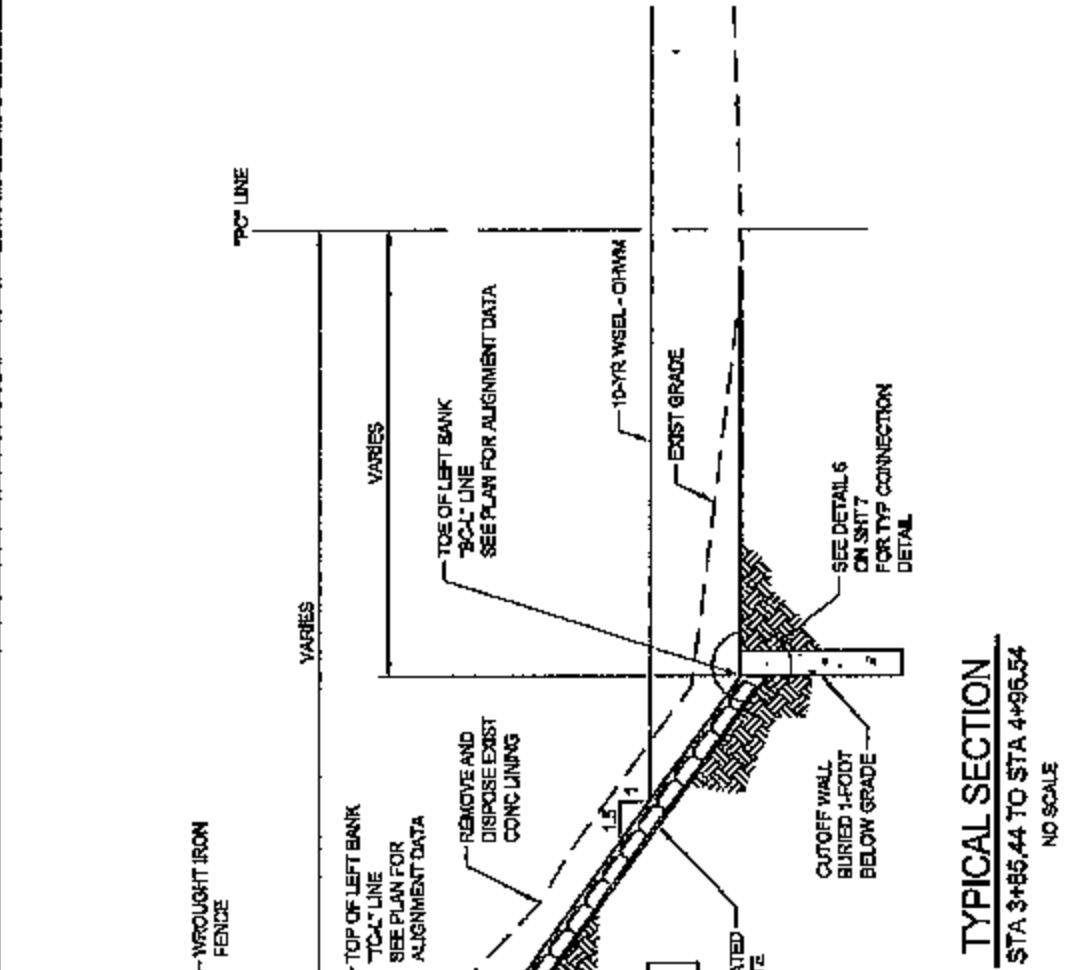 "PC" LINE
VARIES
VARIES
TOE OF LEFT BANK
"BC-L" LINE
SEE PLAN FOR ALIGNMENT DATA
10-YR WSEL - OHWM
EXIST GRADE
SEE DETAIL 6
ON SHT 7
FOR TYP CONNECTION
DETAIL
WROUGHT IRON
FENCE
TOP OF LEFT BANK
"TC-L" LINE
SEE PLAN FOR
ALIGNMENT DATA
REMOVE AND
DISPOSE EXIST
CONC LINING
1.5
1
CUTOFF WALL
BURIED 1-FOOT
BELOW GRADE
TYPICAL SECTION
STA 3+85.44 TO STA 4+96.54
NO SCALE